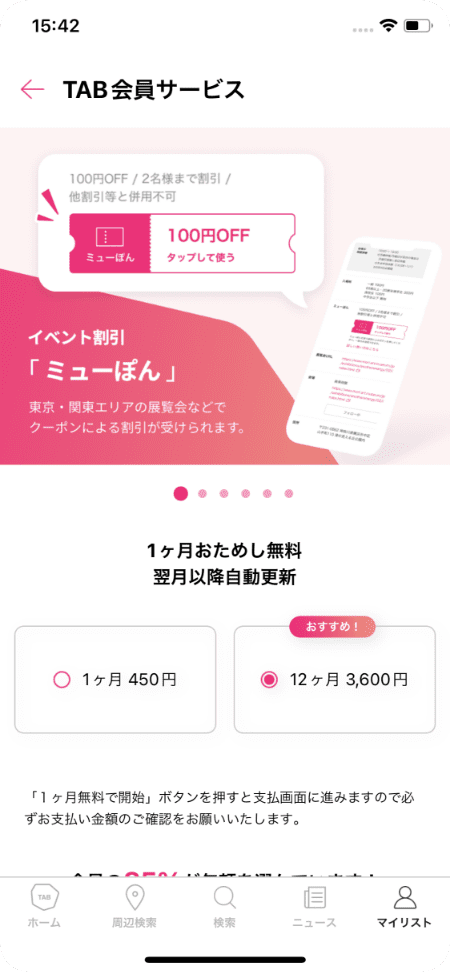 15:42
TAB会員サービス
100円OFF / 2名様まで割引 /
他割引等と併用不可
ミューぽん
100円OFF
タップして使う
イベント割引
「 ミューぽん 」
東京・関東エリアの展覧会などで
クーポンによる割引が受けられます。
1ヶ月おためし無料
翌月以降自動更新
おすすめ！
1ヶ月 450円
12ヶ月 3,600円
「１ヶ月無料で開始」ボタンを押すと支払画面に進みますので必
ずお支払い金額のご確認をお願いいたします。
TAB
ホーム
周辺検索
検索
ニュース
マイリスト